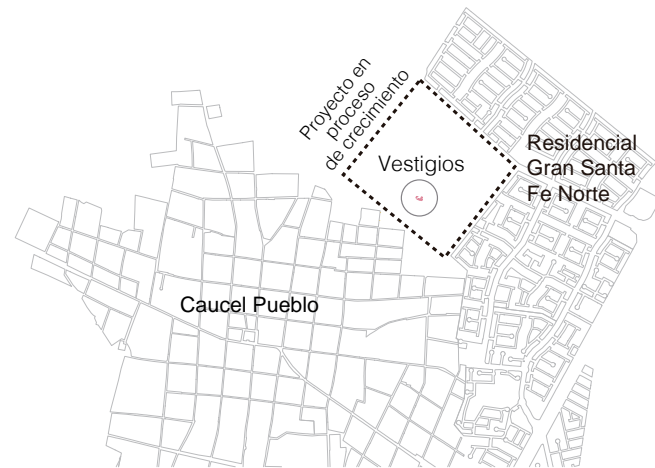 Proyecto en
proceso
de crecimiento
Vestigios
Residencial
Gran Santa
Fe Norte
Caucel Pueblo